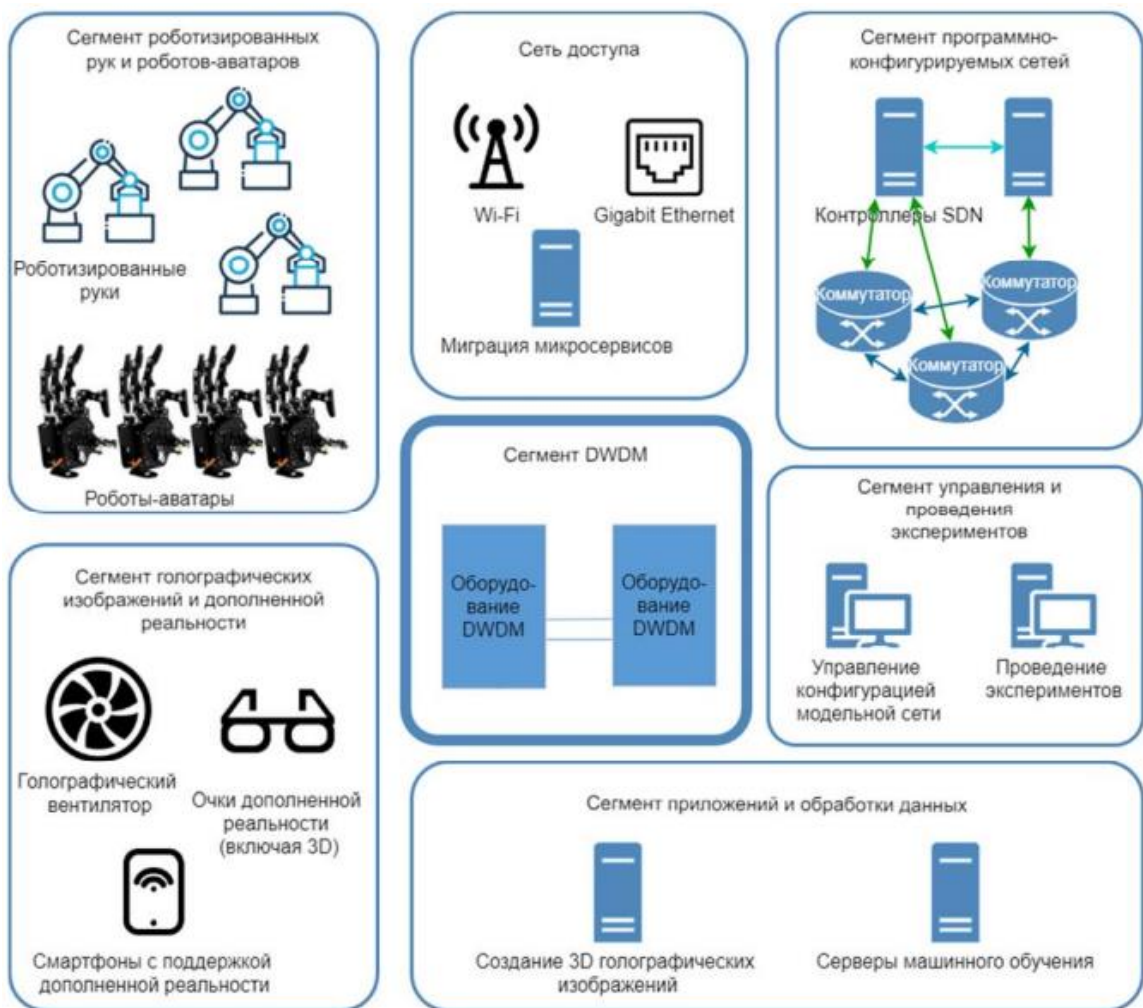 Сегмент роботизированных
рук и роботов-аватаров
Роботизированные
руки
Роботы-аватары
Сеть доступа
Wi-Fi
Gigabit Ethernet
Миграция микросервисов
Сегмент программно-
конфигурируемых сетей
Контроллеры SDN
Коммутатор
Коммутатор
Коммутатор
Сегмент DWDM
Оборудо-
вание
DWDM
Оборудо-
вание
DWDM
Сегмент управления и
проведения
экспериментов
Управление
конфигурацией
модельной сети
Проведение
экспериментов
Сегмент голографических
изображений и дополненной
реальности
Голографический
вентилятор
Очки дополненной
реальности
(включая 3D)
Смартфоны с поддержкой
дополненной реальности
Сегмент приложений и обработки данных
Создание 3D голографических
изображений
Серверы машинного обучения